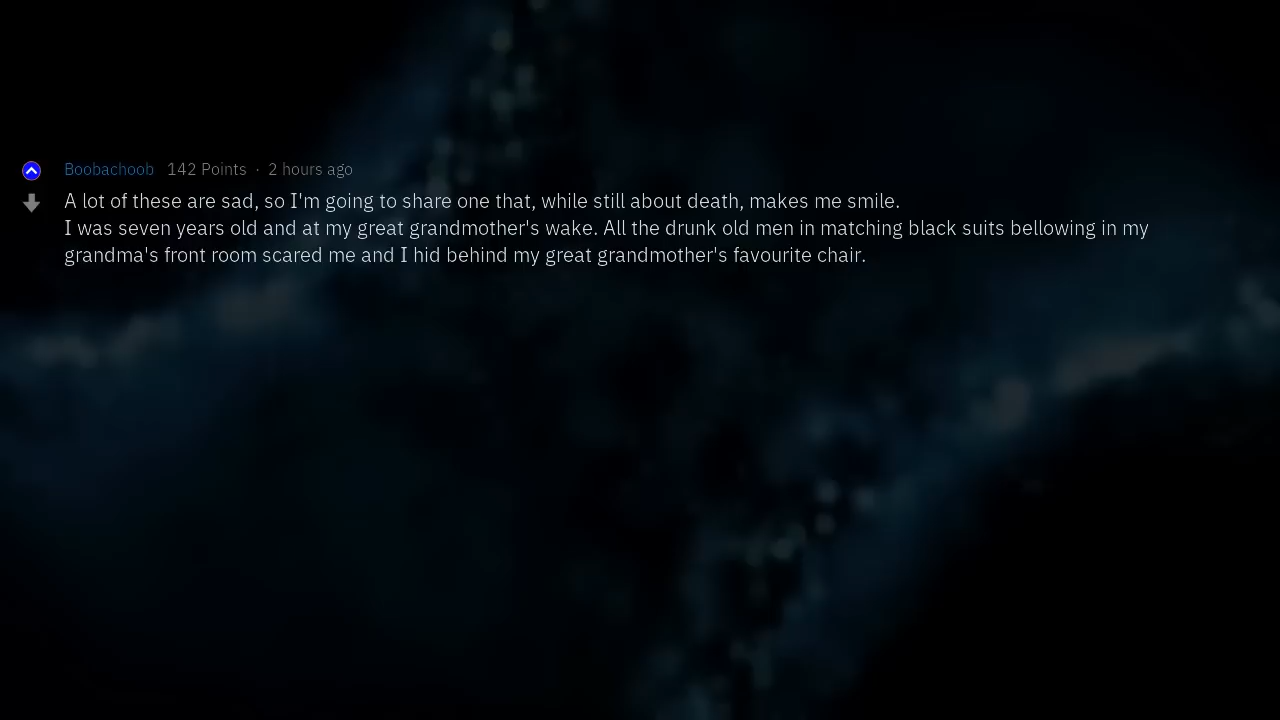 Boobachoob 142 Points · 2 hours ago
A lot of these are sad, so I'm going to share one that, while still about death, makes me smile.
I was seven years old and at my great grandmother's wake. All the drunk old men in matching black suits bellowing in my
grandma's front room scared me and I hid behind my great grandmother's favourite chair.